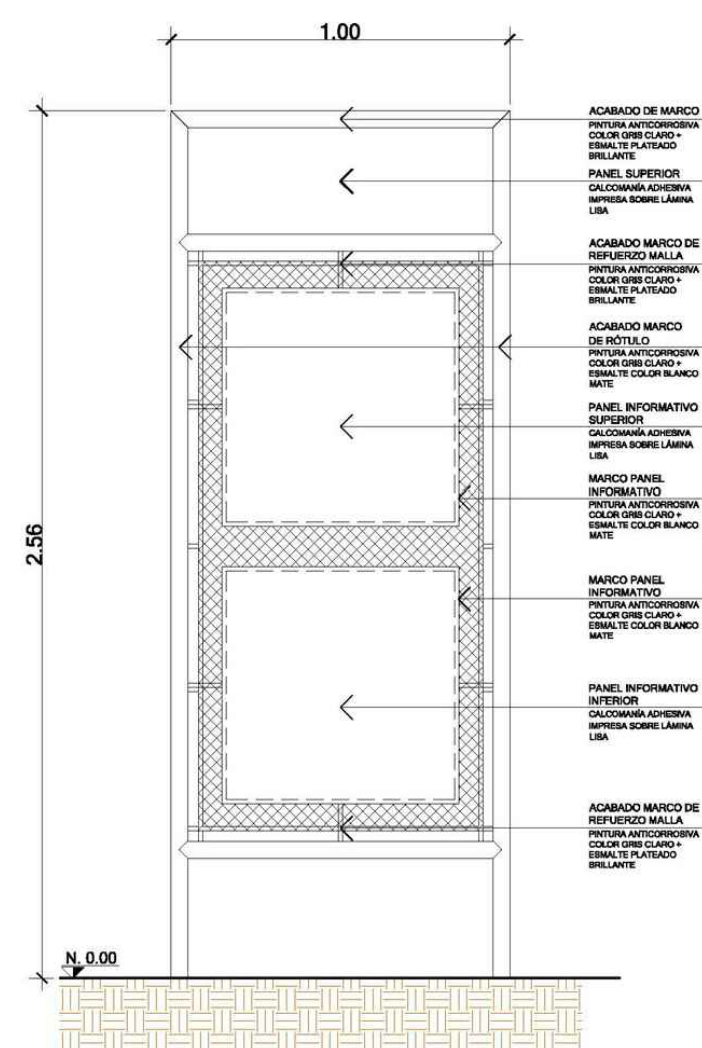 1.00
2.56
ACABADO DE MARCO
PINTURA ANTICORROSIVA
COLOR GRIS CLARO +
ESMALTE PLATEADO
BRILLANTE
PANEL SUPERIOR
CALCOMANÍA ADHESIVA
IMPRESA SOBRE LÁMINA
LISA
ACABADO MARCO DE
REFUERZO MALLA
PINTURA ANTICORROSIVA
COLOR GRIS CLARO +
ESMALTE PLATEADO
BRILLANTE
ACABADO MARCO
DE RÓTULO
PINTURA ANTICORROSIVA
COLOR GRIS CLARO +
ESMALTE COLOR BLANCO
MATE
PANEL INFORMATIVO
SUPERIOR
CALCOMANÍA ADHESIVA
IMPRESA SOBRE LÁMINA
LISA
MARCO PANEL
INFORMATIVO
PINTURA ANTICORROSIVA
COLOR GRIS CLARO +
ESMALTE COLOR BLANCO
MATE
MARCO PANEL
INFORMATIVO
PINTURA ANTICORROSIVA
COLOR GRIS CLARO +
ESMALTE COLOR BLANCO
MATE
PANEL INFORMATIVO
INFERIOR
CALCOMANÍA ADHESIVA
IMPRESA SOBRE LÁMINA
LISA
ACABADO MARCO DE
REFUERZO MALLA
PINTURA ANTICORROSIVA
COLOR GRIS CLARO +
ESMALTE PLATEADO
BRILLANTE
N. 0.00